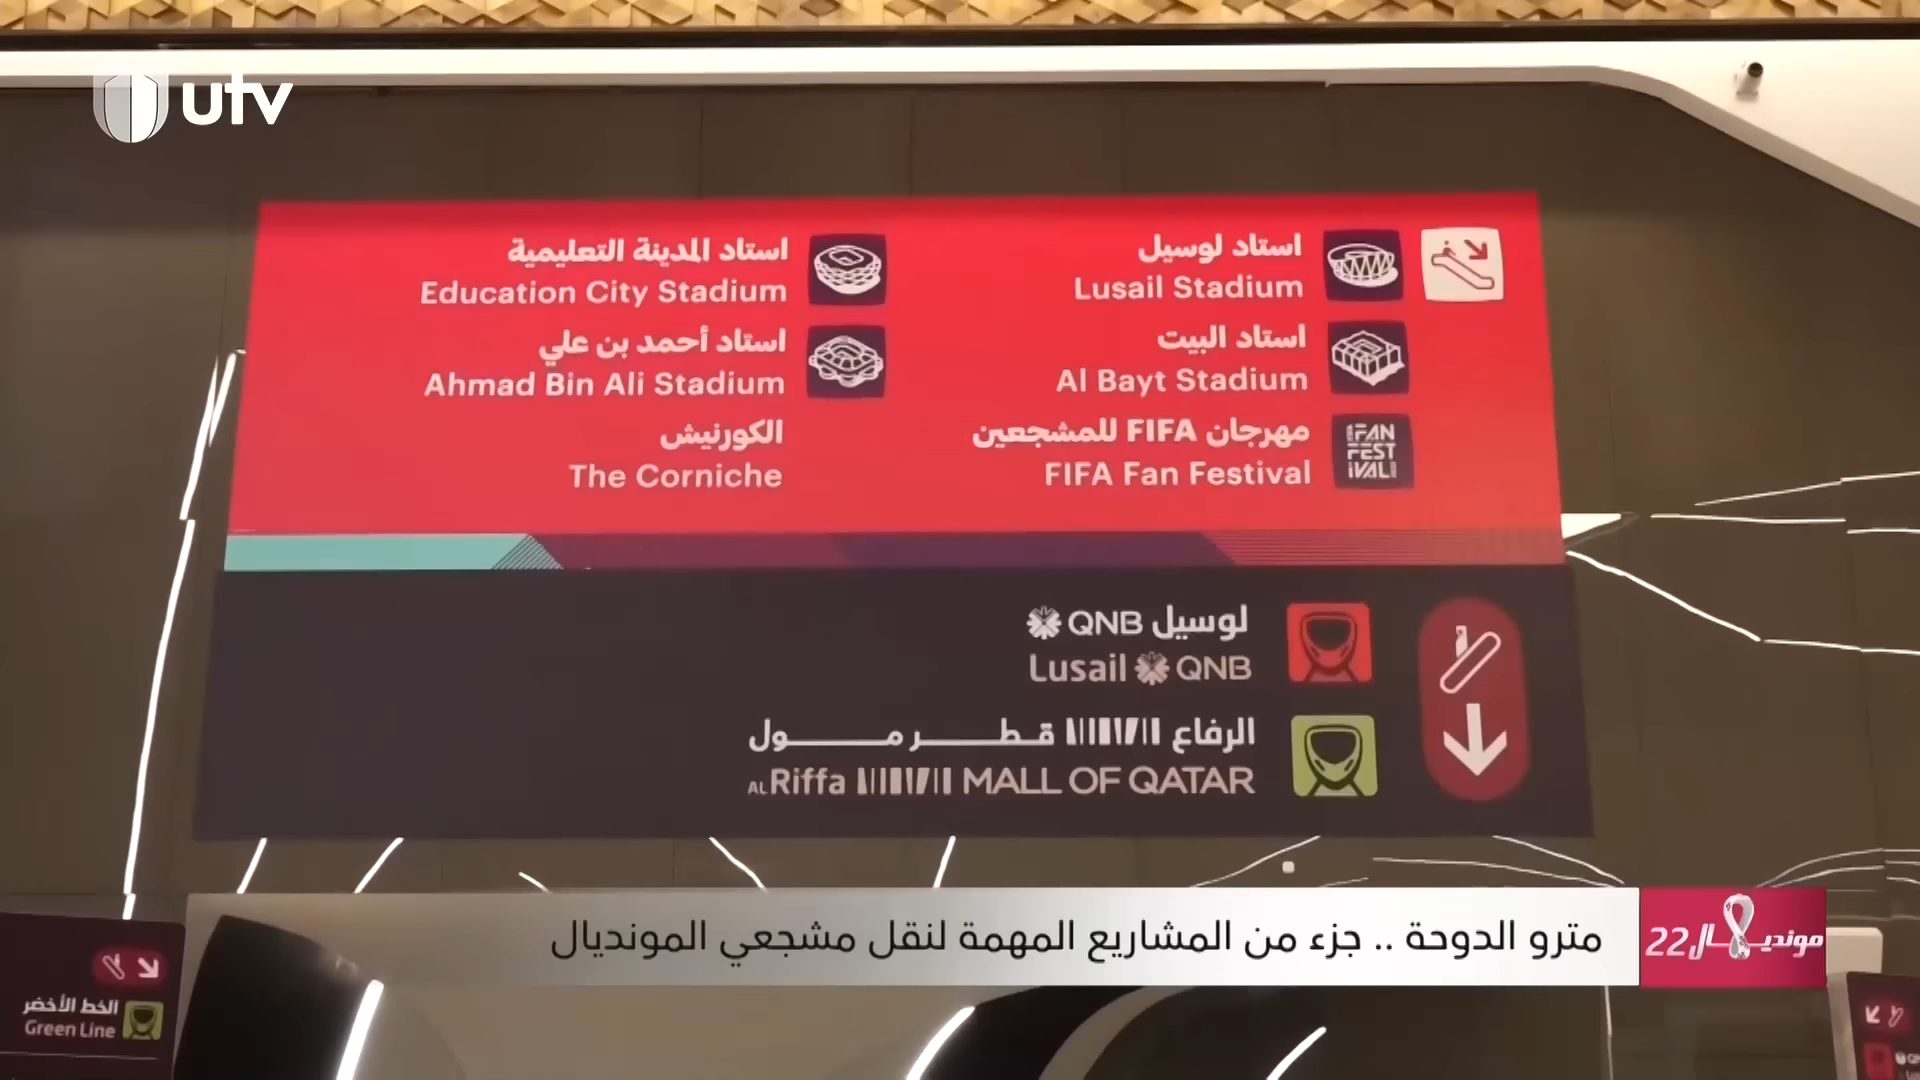 utv
استاد لوسيل
Lusail Stadium
استاد البيت
Al Bayt Stadium
مهرجان FIFA للمشجعين
FIFA Fan Festival
FIFA FAN
FEST
IVAL
استاد المدينة التعليمية
Education City Stadium
استاد أحمد بن علي
Ahmad Bin Ali Stadium
الكورنيش
The Corniche
لوسيل QNB
Lusail QNB
الرفاع قطر مول
AL Riffa MALL OF QATAR
مونديال 22
مترو الدوحة .. جزء من المشاريع المهمة لنقل مشجعي المونديال
الخط الأخضر
Green Line